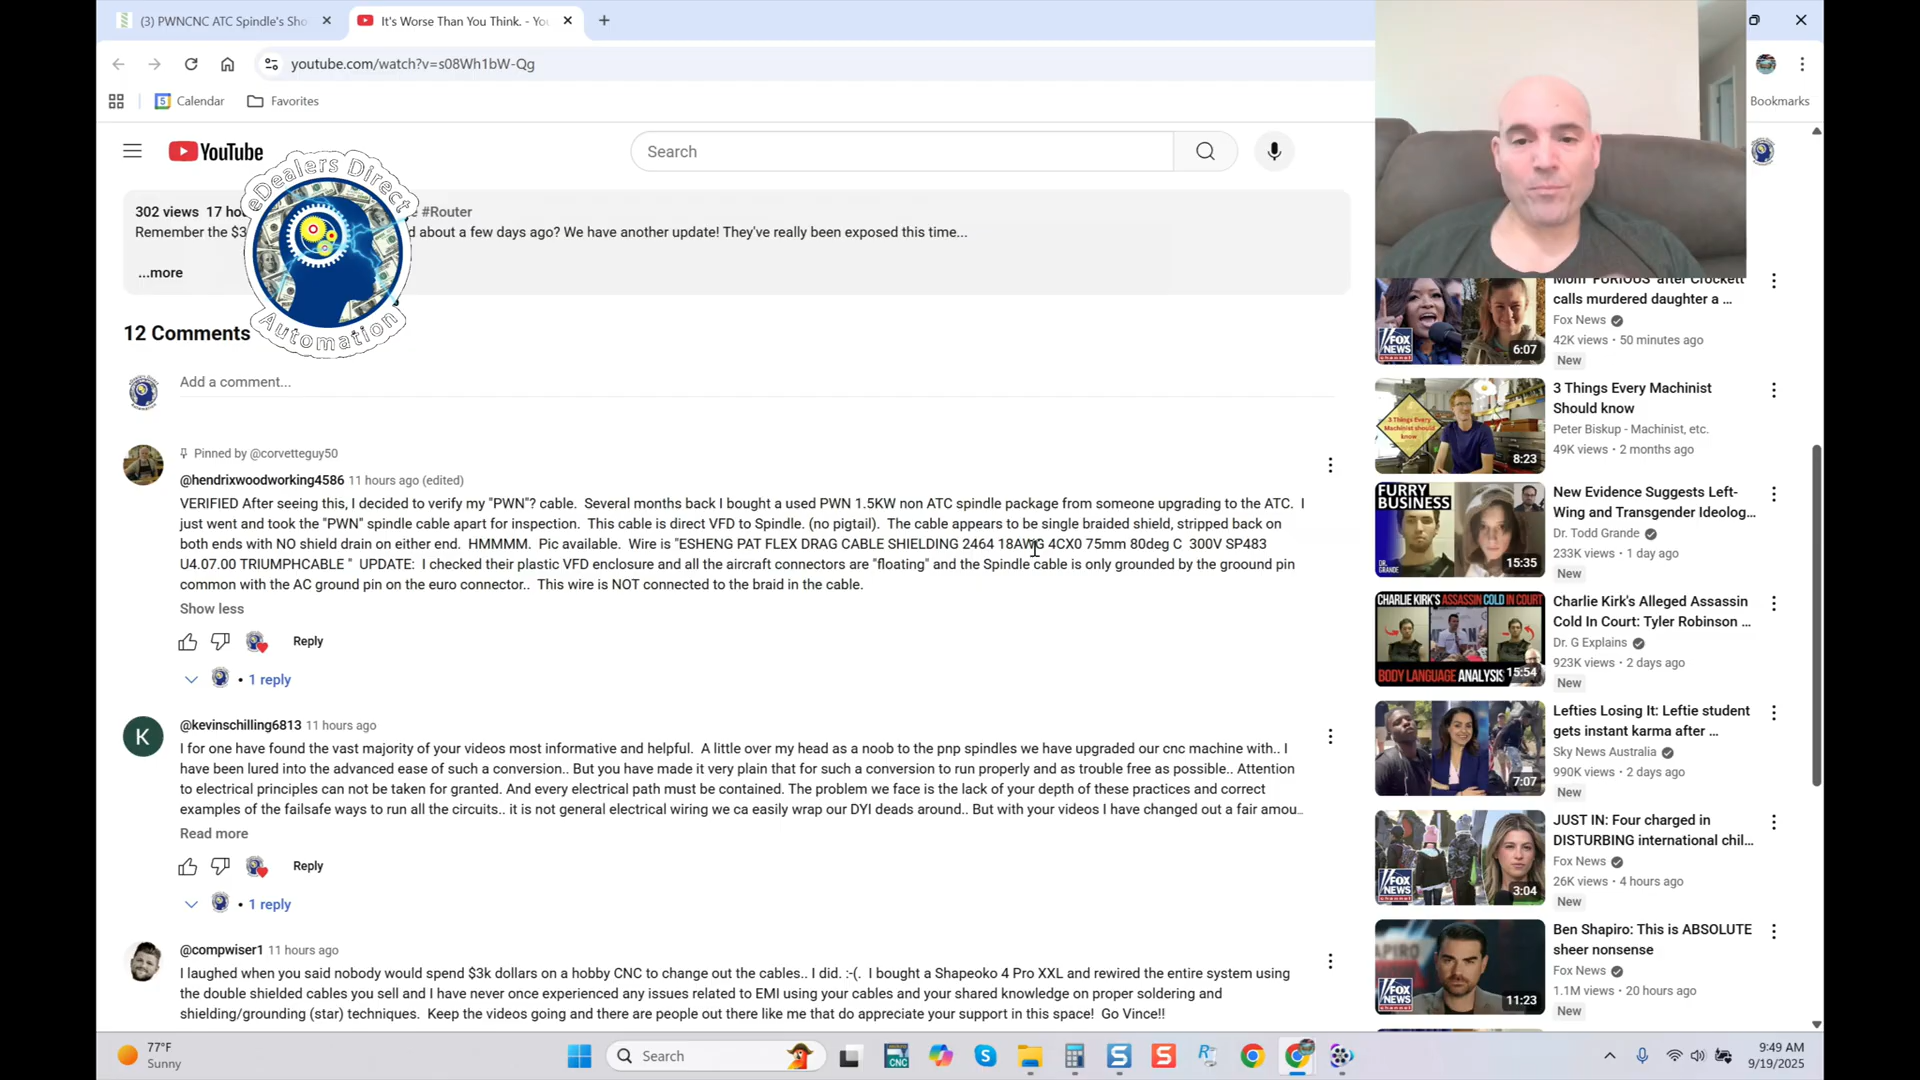 (3) PWNCNC ATC Spindle's Sho
It's Worse Than You Think. - You
youtube.com/watch?v=s08Wh1bW-Qg
Calendar
Favorites
Bookmarks
YouTube
Search
302 views 17 hou
#Router
Remember the $3
d about a few days ago? We have another update! They've really been exposed this time...
...more
eDealers Direct
Automation
12 Comments
Add a comment...
Pinned by @corvetteguy50
@hendrixwoodworking4586 11 hours ago (edited)
VERIFIED After seeing this, I decided to verify my "PWN"? cable. Several months back I bought a used PWN 1.5KW non ATC spindle package from someone upgrading to the ATC. I
just went and took the "PWN" spindle cable apart for inspection. This cable is direct VFD to Spindle. (no pigtail). The cable appears to be single braided shield, stripped back on
both ends with NO shield drain on either end. HMMMM. Pic available. Wire is "ESHENG PAT FLEX DRAG CABLE SHIELDING 2464 18AWG 4CX0 75mm 80deg C 300V SP483
U4.07.00 TRIUMPHCABLE " UPDATE: I checked their plastic VFD enclosure and all the aircraft connectors are "floating" and the Spindle cable is only grounded by the groound pin
common with the AC ground pin on the euro connector.. This wire is NOT connected to the braid in the cable.
Show less
Reply
• 1 reply
K
@kevinschilling6813 11 hours ago
I for one have found the vast majority of your videos most informative and helpful. A little over my head as a noob to the pnp spindles we have upgraded our cnc machine with.. I
have been lured into the advanced ease of such a conversion.. But you have made it very plain that for such a conversion to run properly and as trouble free as possible.. Attention
to electrical principles can not be taken for granted. And every electrical path must be contained. The problem we face is the lack of your depth of these practices and correct
examples of the failsafe ways to run all the circuits.. it is not general electrical wiring we ca easily wrap our DYI deads around.. But with your videos I have changed out a fair amou...
Read more
Reply
• 1 reply
@compwiser1 11 hours ago
I laughed when you said nobody would spend $3k dollars on a hobby CNC to change out the cables.. I did. :-(. I bought a Shapeoko 4 Pro XXL and rewired the entire system using
the double shielded cables you sell and I have never once experienced any issues related to EMI using your cables and your shared knowledge on proper soldering and
shielding/grounding (star) techniques. Keep the videos going and there are people out there like me that do appreciate your support in this space! Go Vince!!
Mom 'FURIOUS' after Crockett
calls murdered daughter a ...
Fox News
42K views • 50 minutes ago
New
FOX NEWS channel
6:07
3 Things Every Machinist
Should know
Peter Biskup - Machinist, etc.
49K views • 2 months ago
3 Things Every Machinist should know
8:23
New Evidence Suggests Left-
Wing and Transgender Ideolog...
Dr. Todd Grande
233K views • 1 day ago
New
FURRY
BUSINESS
15:35
Charlie Kirk's Alleged Assassin
Cold In Court: Tyler Robinson ...
Dr. G Explains
923K views • 2 days ago
New
CHARLIE KIRK'S ASSASSIN COLD IN COURT
BODY LANGUAGE ANALYSIS
15:54
Lefties Losing It: Leftie student
gets instant karma after ...
Sky News Australia
990K views • 2 days ago
New
7:07
JUST IN: Four charged in
DISTURBING international chil...
Fox News
26K views • 4 hours ago
New
FOX NEWS channel
3:04
Ben Shapiro: This is ABSOLUTE
sheer nonsense
Fox News
1.1M views • 20 hours ago
New
FOX NEWS channel
11:23
77°F
Sunny
Search
CNC
9:49 AM
9/19/2025